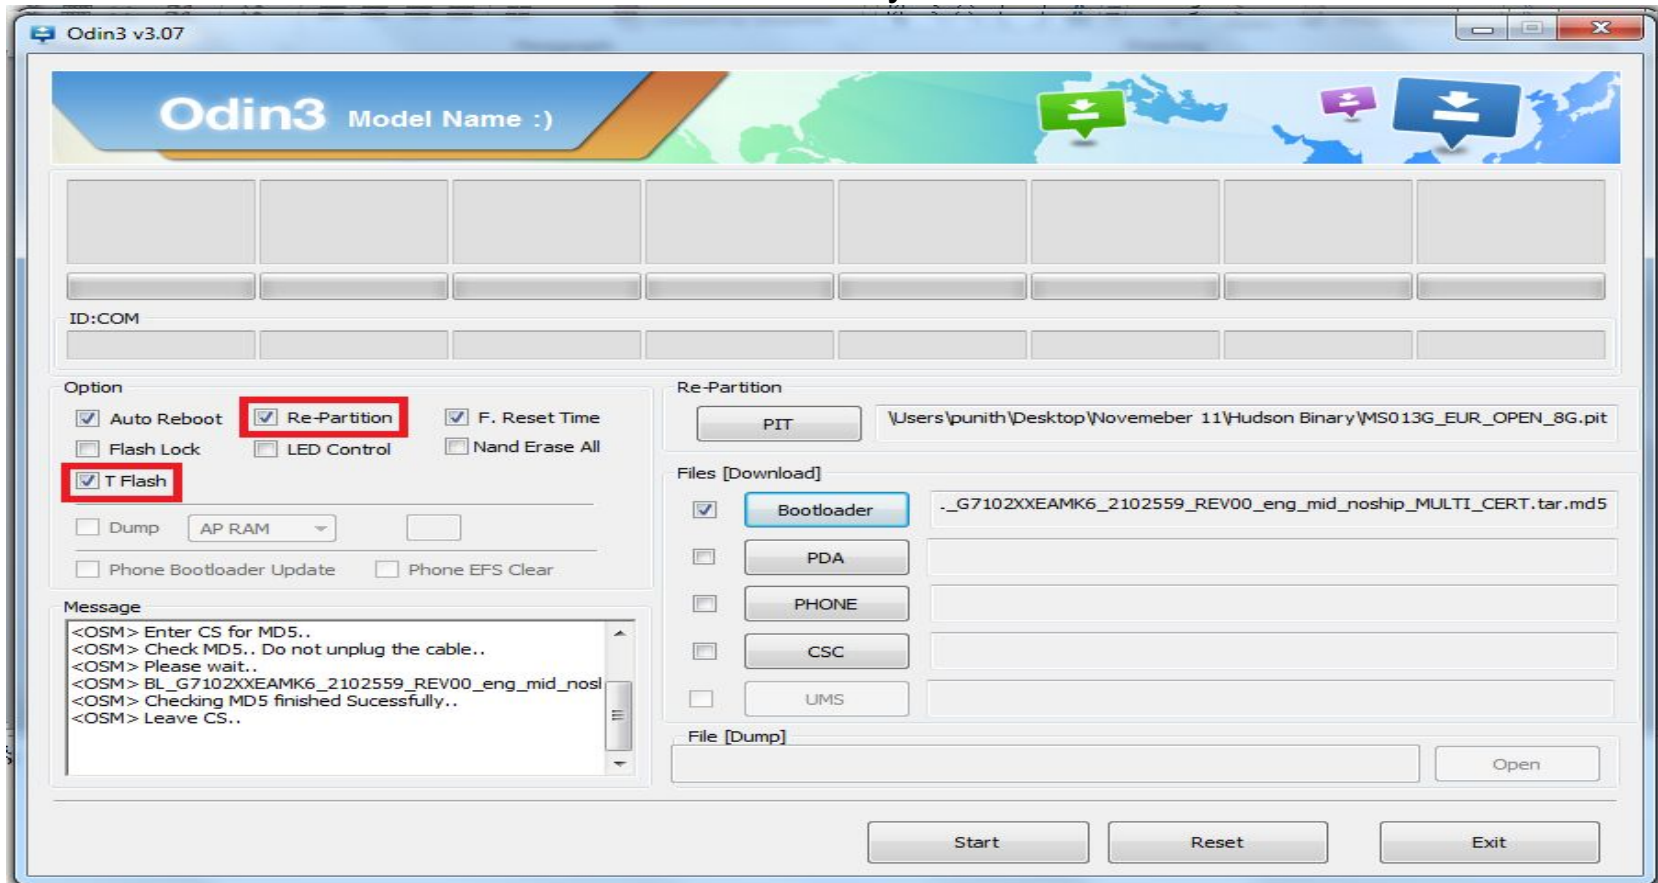 Odin3 v3.07
Odin3 Model Name :)
ID:COM
Option
Auto Reboot
Re-Partition
F. Reset Time
Flash Lock
LED Control
Nand Erase All
T Flash
Dump
AP RAM
Phone Bootloader Update
Phone EFS Clear
Message
<OSM> Enter CS for MD5..
<OSM> Check MD5.. Do not unplug the cable..
<OSM> Please wait..
<OSM> BL_G7102XXEAMK6_2102559_REV00_eng_mid_nosl
<OSM> Checking MD5 finished Sucessfully..
<OSM> Leave CS..
Re-Partition
PIT
\Users\punith\Desktop\Novemeber 11\Hudson Binary\MS013G_EUR_OPEN_8G.pit
Files [Download]
Bootloader
._G7102XXEAMK6_2102559_REV00_eng_mid_noship_MULTI_CERT.tar.md5
PDA
PHONE
CSC
UMS
File [Dump]
Open
Start
Reset
Exit